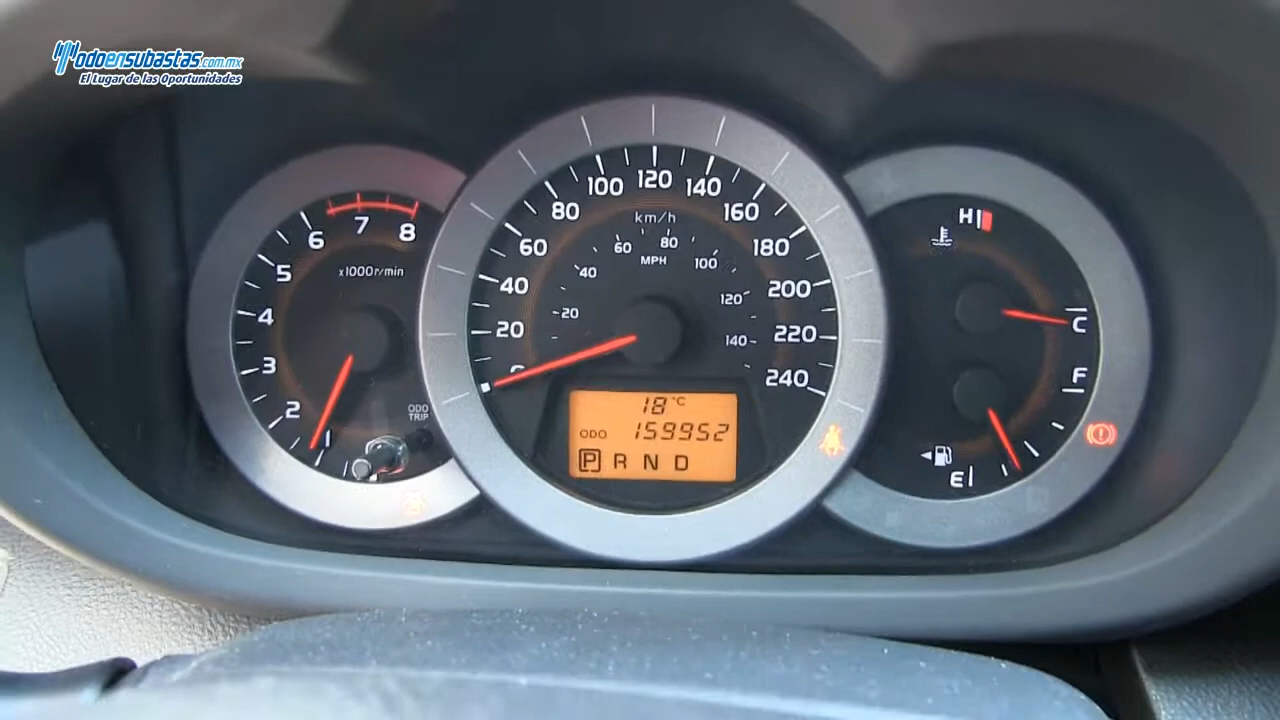 Todoensubastas.com.mx
El Lugar de las Oportunidades
8
7
6
5
4
3
2
1
x1000r/min
ODO
TRIP
0
20
40
60
80
100
120
140
160
180
200
220
240
km/h
20
40
60
80
100
120
140
MPH
18°C
ODO 159952
P R N D
H
C
F
E